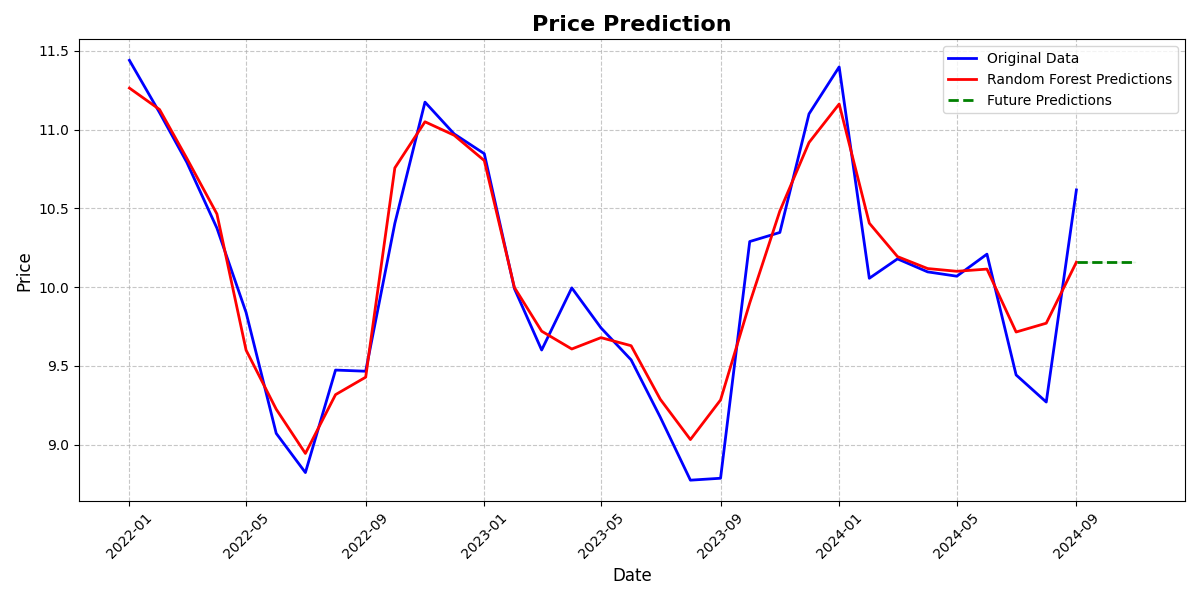 Price Prediction
Original Data
Random Forest Predictions
Future Predictions
Price
11.5
11.0
10.5
10.0
9.5
9.0
2022-01
2022-05
2022-09
2023-01
2023-05
2023-09
2024-01
2024-05
2024-09
Date